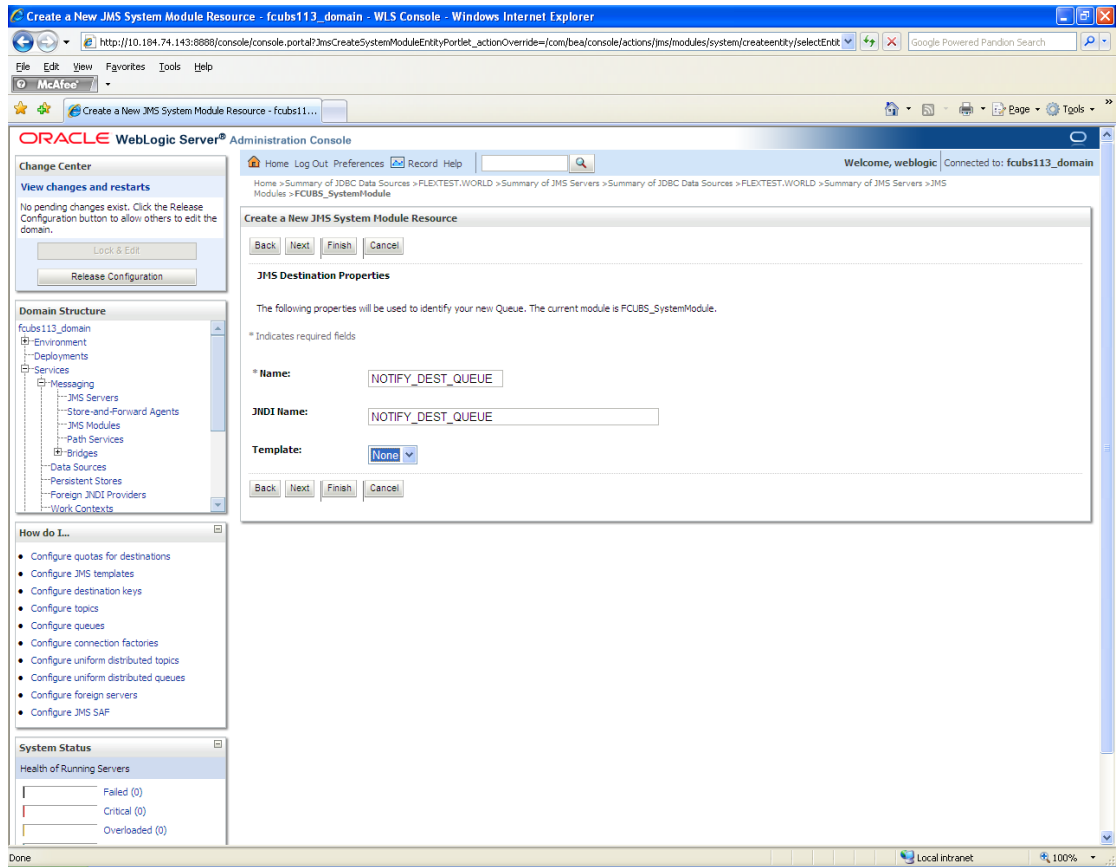 Create a New JMS System Module Resource - fcubs113_domain - WLS Console - Windows Internet Explorer
http://10.184.74.143:8888/console/console.portal?JmsCreateSystemModuleEntityPortlet_actionOverride=/com/bea/console/actions/jms/modules/system/createentity/selectEntit
Google Powered Pandion Search
File Edit View Favorites Tools Help
McAfee
Create a New JMS System Module Resource - fcubs11...
Page Tools
ORACLE WebLogic Server® Administration Console
Change Center
View changes and restarts
No pending changes exist. Click the Release
Configuration button to allow others to edit the
domain.
Lock & Edit
Release Configuration
Domain Structure
fcubs113_domain
Environment
Deployments
Services
Messaging
JMS Servers
Store-and-Forward Agents
JMS Modules
Path Services
Bridges
Data Sources
Persistent Stores
Foreign JNDI Providers
Work Contexts
How do I...
Configure quotas for destinations
Configure JMS templates
Configure destination keys
Configure topics
Configure queues
Configure connection factories
Configure uniform distributed topics
Configure uniform distributed queues
Configure foreign servers
Configure JMS SAF
System Status
Health of Running Servers
Failed (0)
Critical (0)
Overloaded (0)
Home Log Out Preferences Record Help
Welcome, weblogic Connected to: fcubs113_domain
Home >Summary of JDBC Data Sources >FLEXTEST.WORLD >Summary of JMS Servers >Summary of JDBC Data Sources >FLEXTEST.WORLD >Summary of JMS Servers >JMS
Modules >FCUBS_SystemModule
Create a New JMS System Module Resource
Back Next Finish Cancel
JMS Destination Properties
The following properties will be used to identify your new Queue. The current module is FCUBS_SystemModule.
* Indicates required fields
* Name: NOTIFY_DEST_QUEUE
JNDI Name: NOTIFY_DEST_QUEUE
Template: None
Back Next Finish Cancel
Done
Local intranet
100%